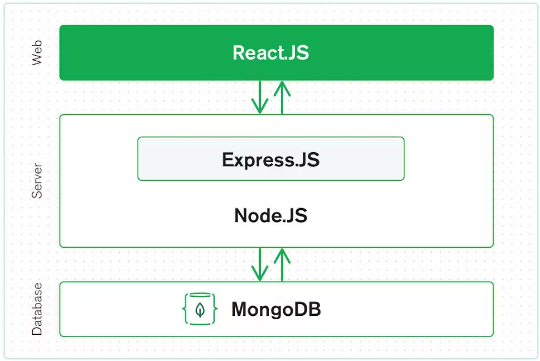 Web
React.JS
Server
Express.JS
Node.JS
Database
MongoDB